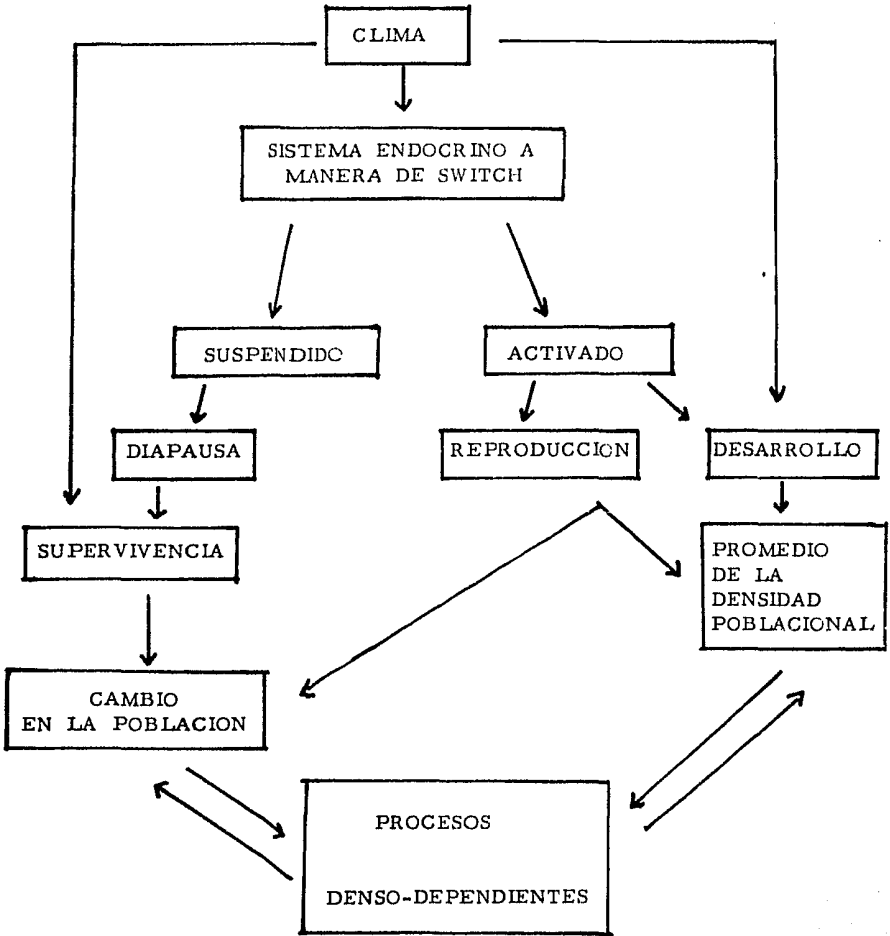 CLIMA
SISTEMA ENDOCRINO A
MANERA DE SWITCH
SUSPENDIDO
ACTIVADO
DIAPAUSA
REPRODUCCION
DESARROLLO
SUPERVIVENCIA
PROMEDIO
DE LA
DENSIDAD
POBLACIONAL
CAMBIO
EN LA POBLACION
PROCESOS
DENSO-DEPENDIENTES